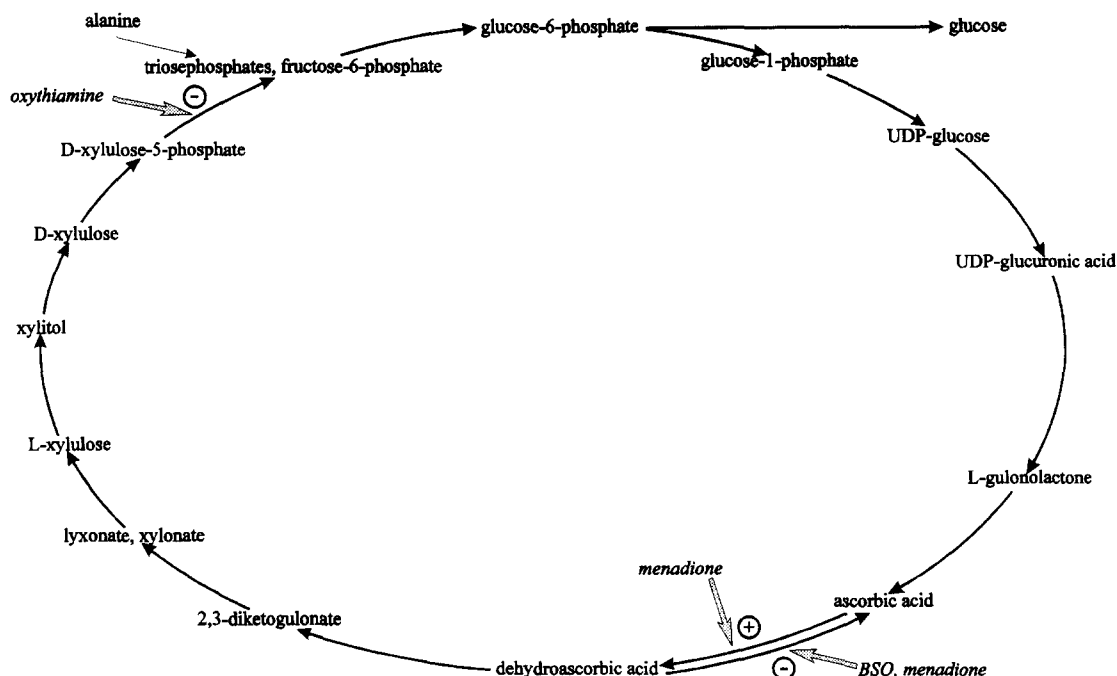 alanine
glucose-6-phosphate
glucose
triosephosphates, fructose-6-phosphate
glucose-1-phosphate
oxythiamine
−
D-xylulose-5-phosphate
UDP-glucose
D-xylulose
UDP-glucuronic acid
xylitol
L-xylulose
L-gulonolactone
lyxonate, xylonate
menadione
ascorbic acid
2,3-diketogulonate
+
dehydroascorbic acid
−
BSO, menadione